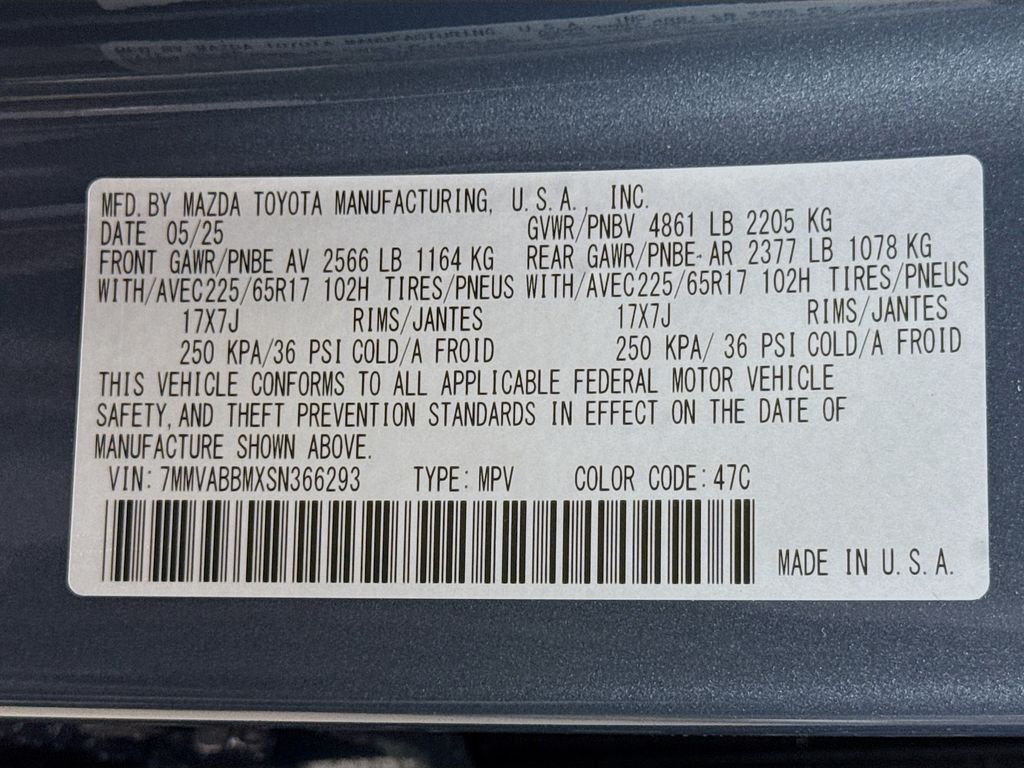 MFD. BY MAZDA TOYOTA MANUFACTURING, U.S.A., INC.
DATE 05/25 GVWR/PNBV 4861 LB 2205 KG
FRONT GAWR/PNBE AV 2566 LB 1164 KG REAR GAWR/PNBE-AR 2377 LB 1078 KG
WITH/AVEC225/65R17 102H TIRES/PNEUS WITH/AVEC225/65R17 102H TIRES/PNEUS
17X7J RIMS/JANTES 17X7J RIMS/JANTES
250 KPA/36 PSI COLD/A FROID 250 KPA/ 36 PSI COLD/A FROID
THIS VEHICLE CONFORMS TO ALL APPLICABLE FEDERAL MOTOR VEHICLE
SAFETY, AND THEFT PREVENTION STANDARDS IN EFFECT ON THE DATE OF
MANUFACTURE SHOWN ABOVE.
VIN: 7MMVABBMXSN366293 TYPE: MPV COLOR CODE: 47C
MADE IN U.S.A.